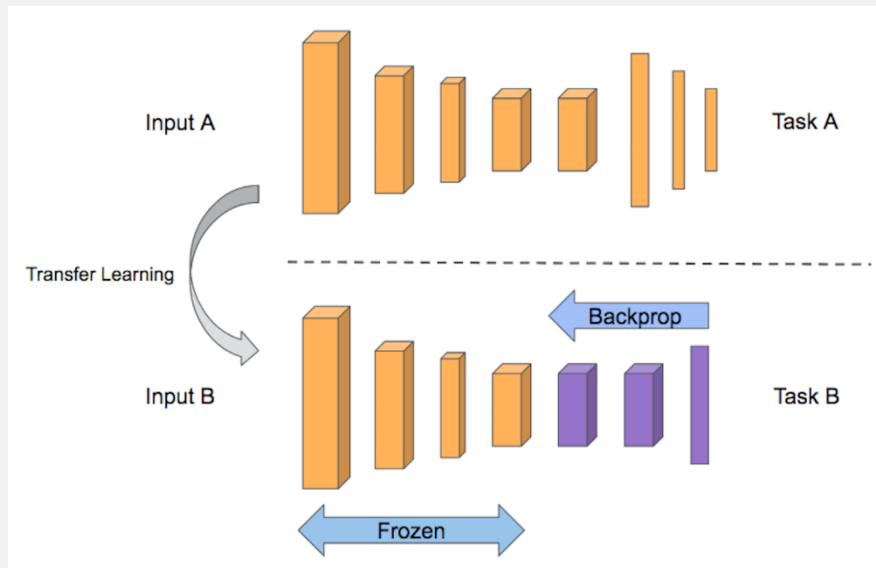 Input A
Task A
Transfer Learning
Backprop
Input B
Task B
Frozen